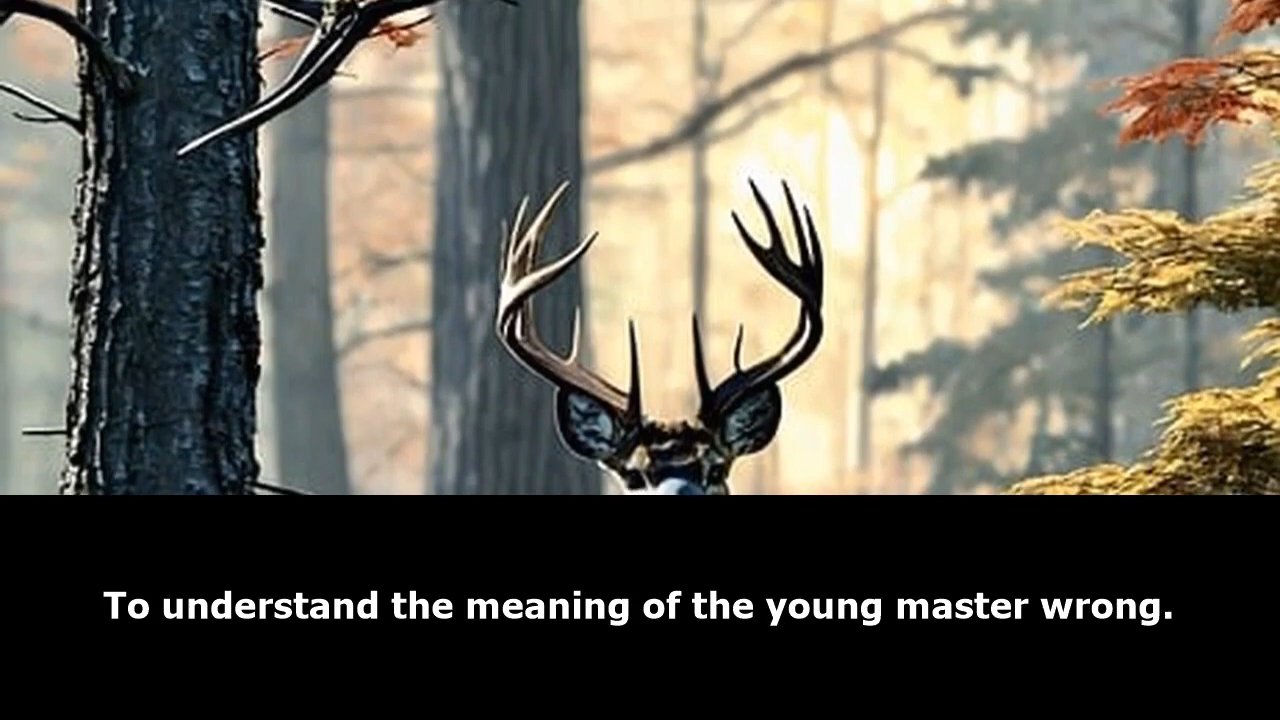 To understand the meaning of the young master wrong.